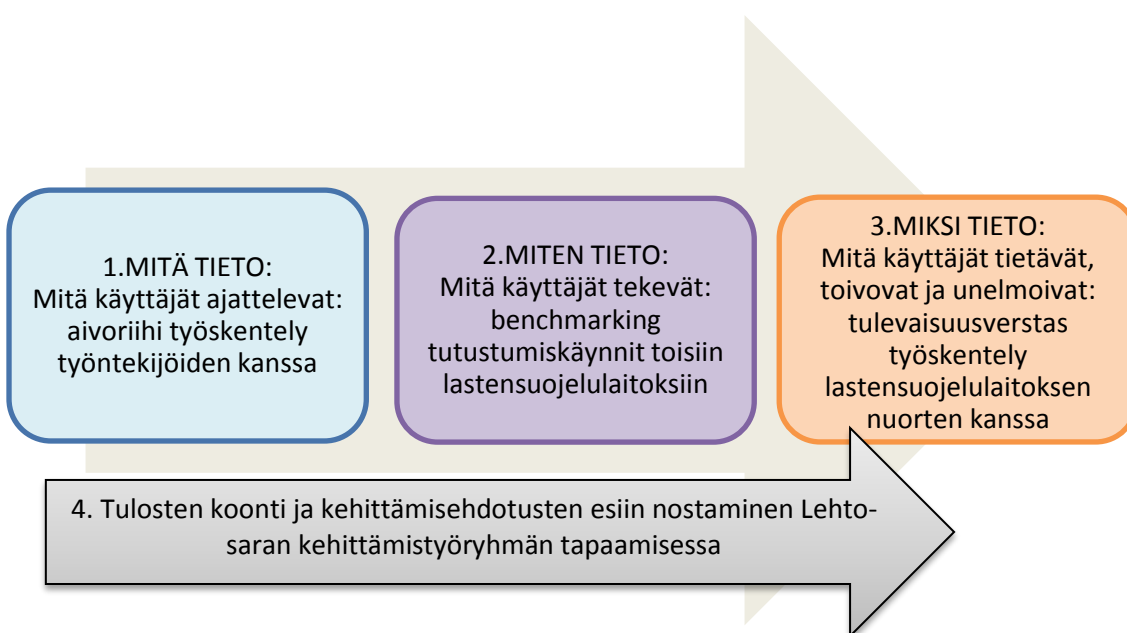 1.MITÄ TIETO:
Mitä käyttäjät ajattelevat:
aivoriihi työskentely
työntekijöiden kanssa
2.MITEN TIETO:
Mitä käyttäjät tekevät:
benchmarking
tutustumiskäynnit toisiin
lastensuojelulaitoksiin
3.MIKSI TIETO:
Mitä käyttäjät tietävät,
toivovat ja unelmoivat:
tulevaisuusverstas
työskentely
lastensuojelulaitoksen
nuorten kanssa
4. Tulosten koonti ja kehittämisehdotusten esiin nostaminen Lehto-
saran kehittämistyöryhmän tapaamisessa